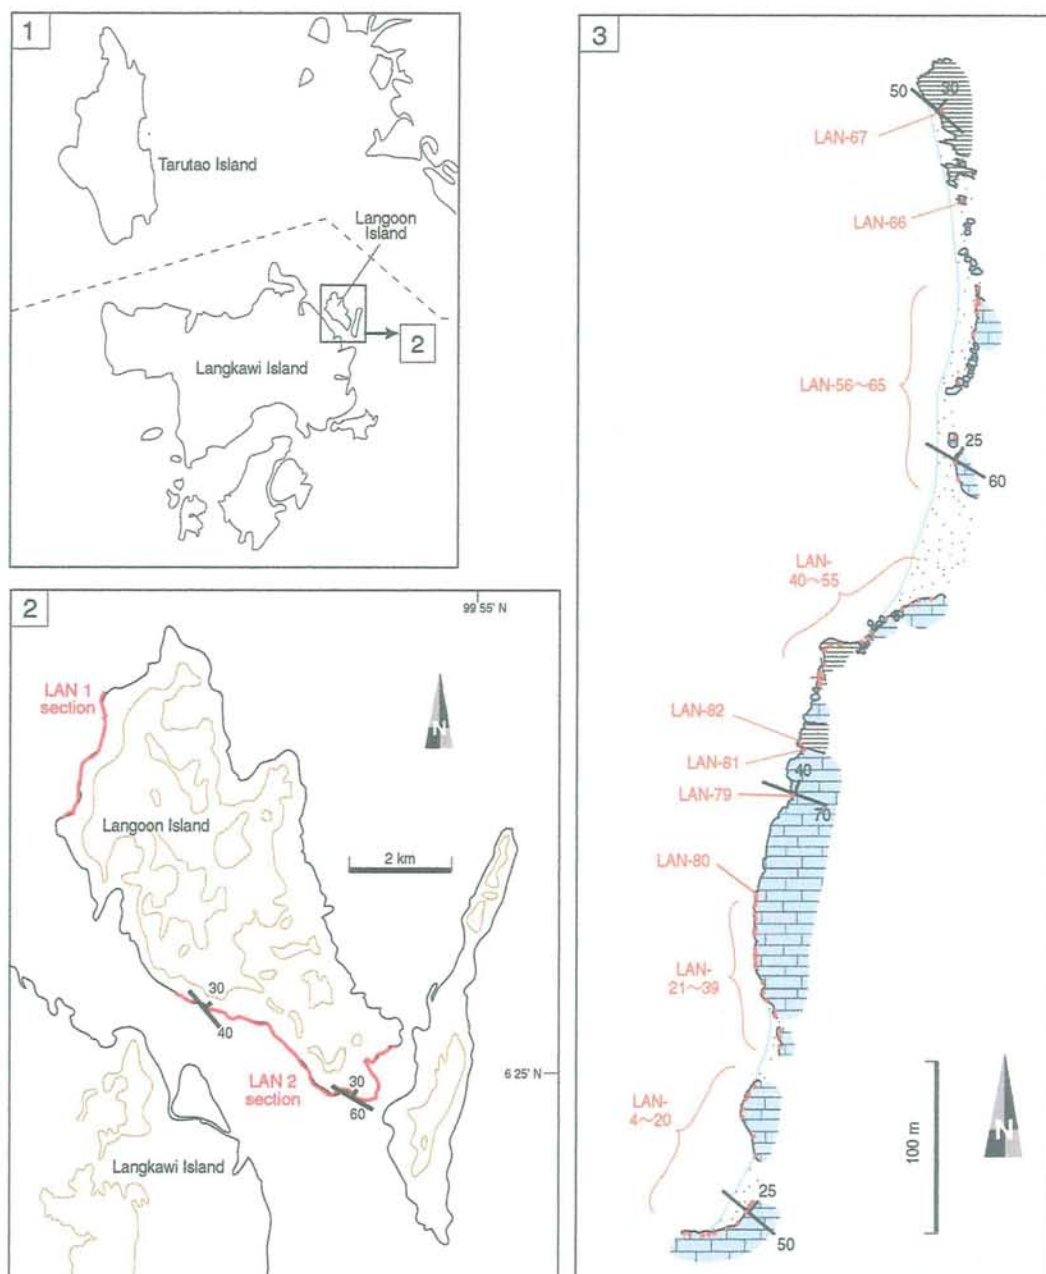 1
Tarutao Island
Langoon
Island
2
Langkawi Island
2
99 55' N
LAN 1
section
N
Langoon Island
2 km
30
40
LAN 2
section
30
60
6 25' N
Langkawi Island
3
50
30
LAN-67
LAN-66
LAN-56~65
25
60
LAN-
40~55
LAN-82
LAN-81
40
LAN-79
70
LAN-80
LAN-
21~39
LAN-
4~20
100 m
N
25
50